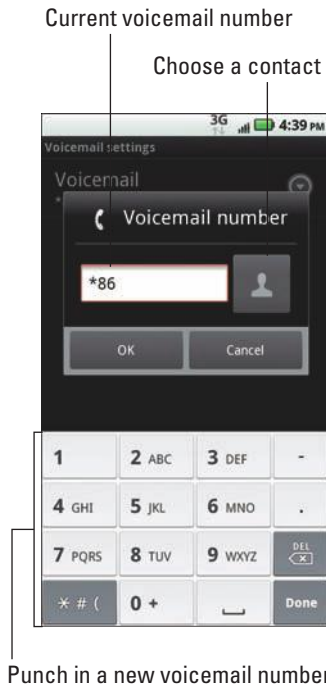 Current voicemail number
Choose a contact
3G 4:39 PM
Voicemail settings
Voicemail
*
Voicemail number
*86
OK Cancel
1 2 ABC 3 DEF -
4 GHI 5 JKL 6 MNO .
7 PQRS 8 TUV 9 WXYZ DEL
* # ( 0 + Done
Punch in a new voicemail number